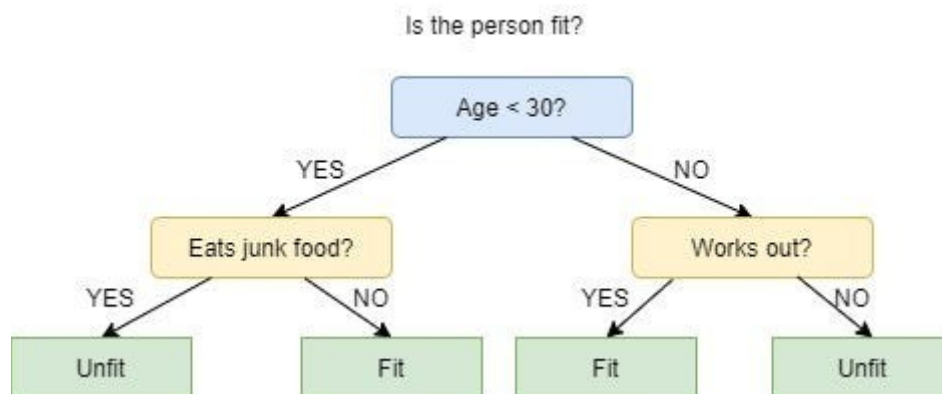 Is the person fit?
Age < 30?
YES
NO
Eats junk food?
Works out?
YES
NO
YES
NO
Unfit
Fit
Fit
Unfit